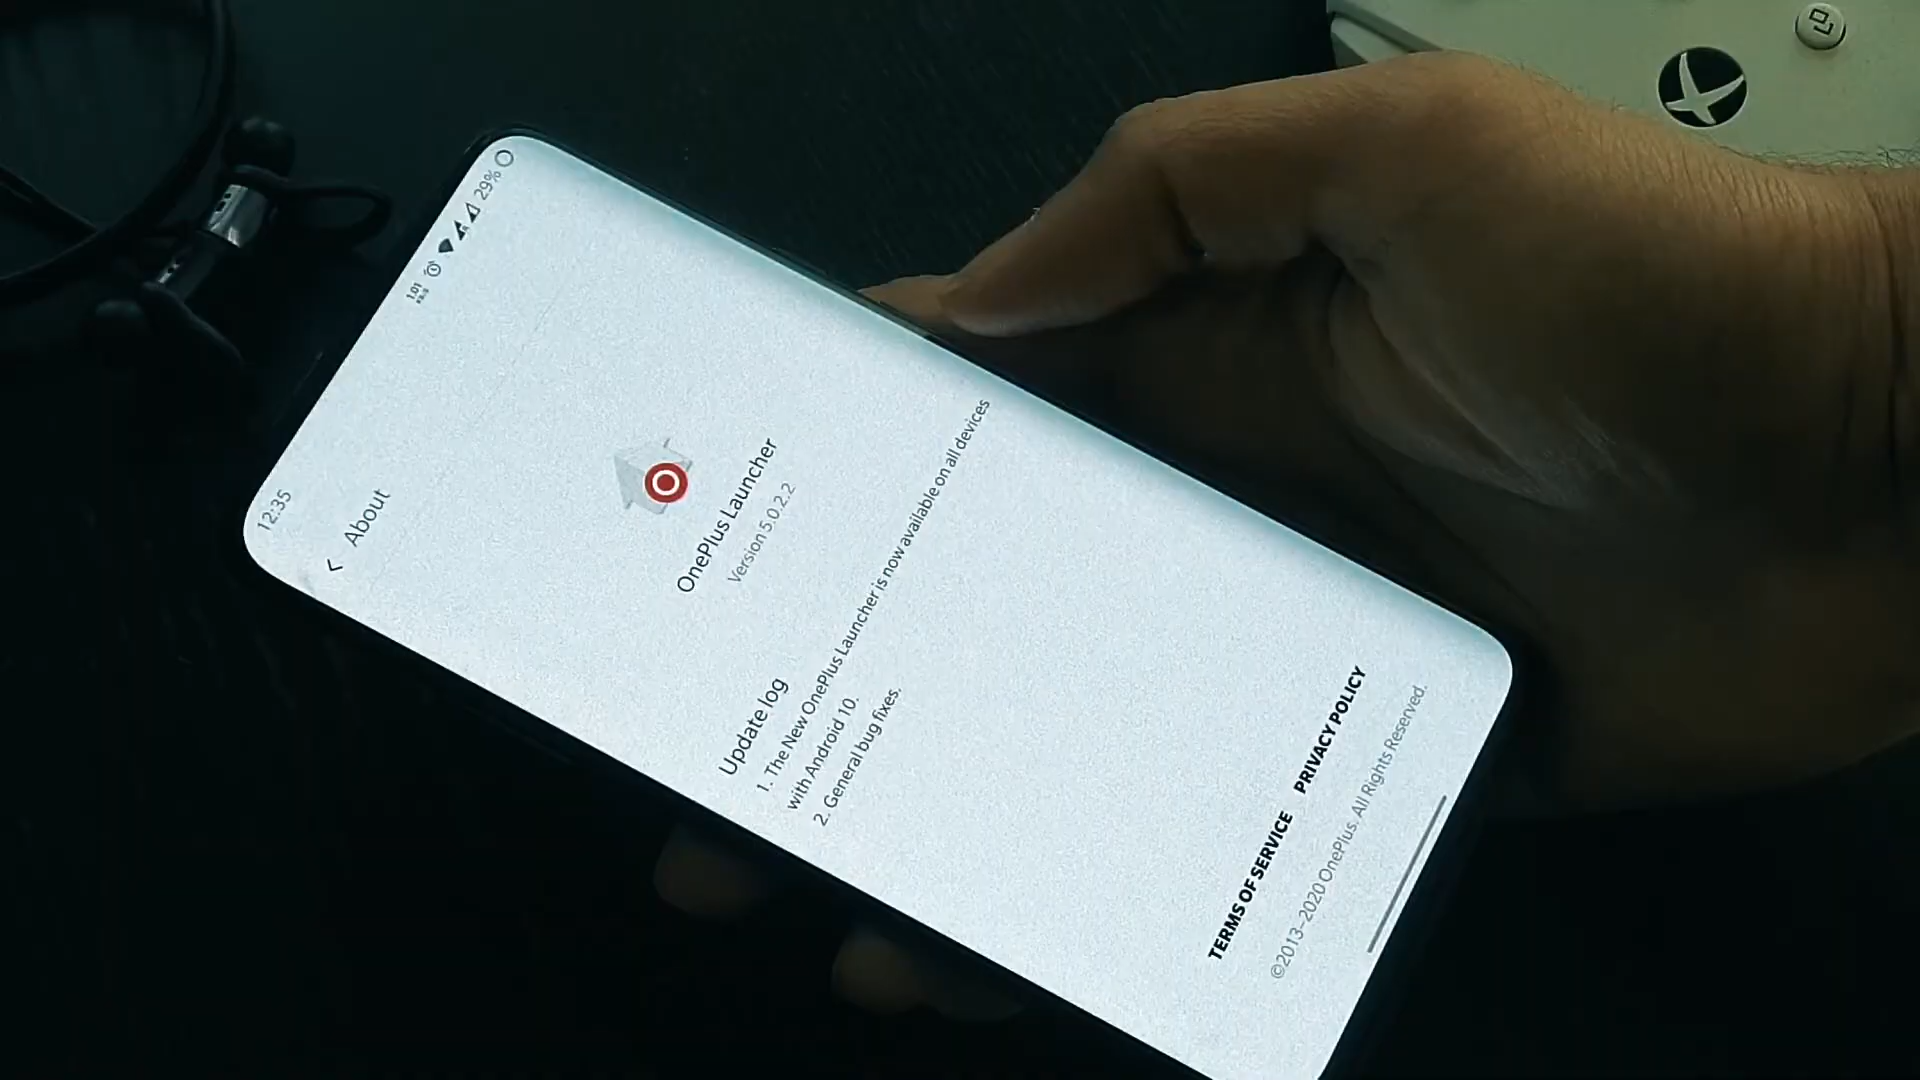 12:35
1.01
29%
About
OnePlus Launcher
Version 5.0.2.2
Update log
1. The New OnePlus Launcher is now available on all devices
with Android 10.
2. General bug fixes.
TERMS OF SERVICE PRIVACY POLICY
©2013-2020 OnePlus. All Rights Reserved.